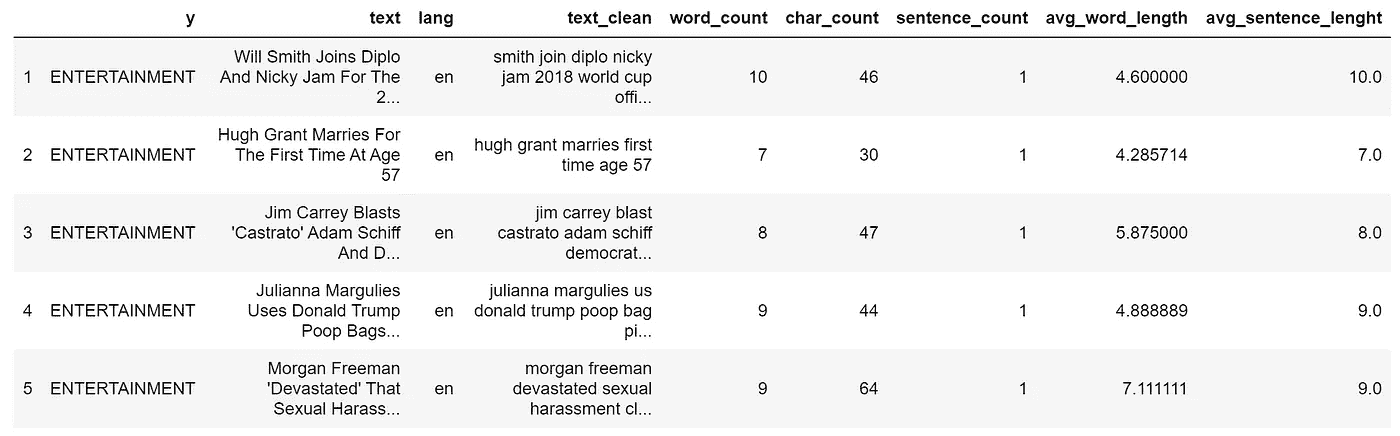 y text lang text_clean word_count char_count sentence_count avg_word_length avg_sentence_lenght
1 ENTERTAINMENT Will Smith Joins Diplo And Nicky Jam For The 2... en smith join diplo nicky jam 2018 world cup offi... 10 46 1 4.600000 10.0
2 ENTERTAINMENT Hugh Grant Marries For The First Time At Age 57 en hugh grant marries first time age 57 7 30 1 4.285714 7.0
3 ENTERTAINMENT Jim Carrey Blasts 'Castrato' Adam Schiff And D... en jim carrey blast castrato adam schiff democrat... 8 47 1 5.875000 8.0
4 ENTERTAINMENT Julianna Margulies Uses Donald Trump Poop Bags... en julianna margulies us donald trump poop bag pi... 9 44 1 4.888889 9.0
5 ENTERTAINMENT Morgan Freeman 'Devastated' That Sexual Harass... en morgan freeman devastated sexual harassment cl... 9 64 1 7.111111 9.0